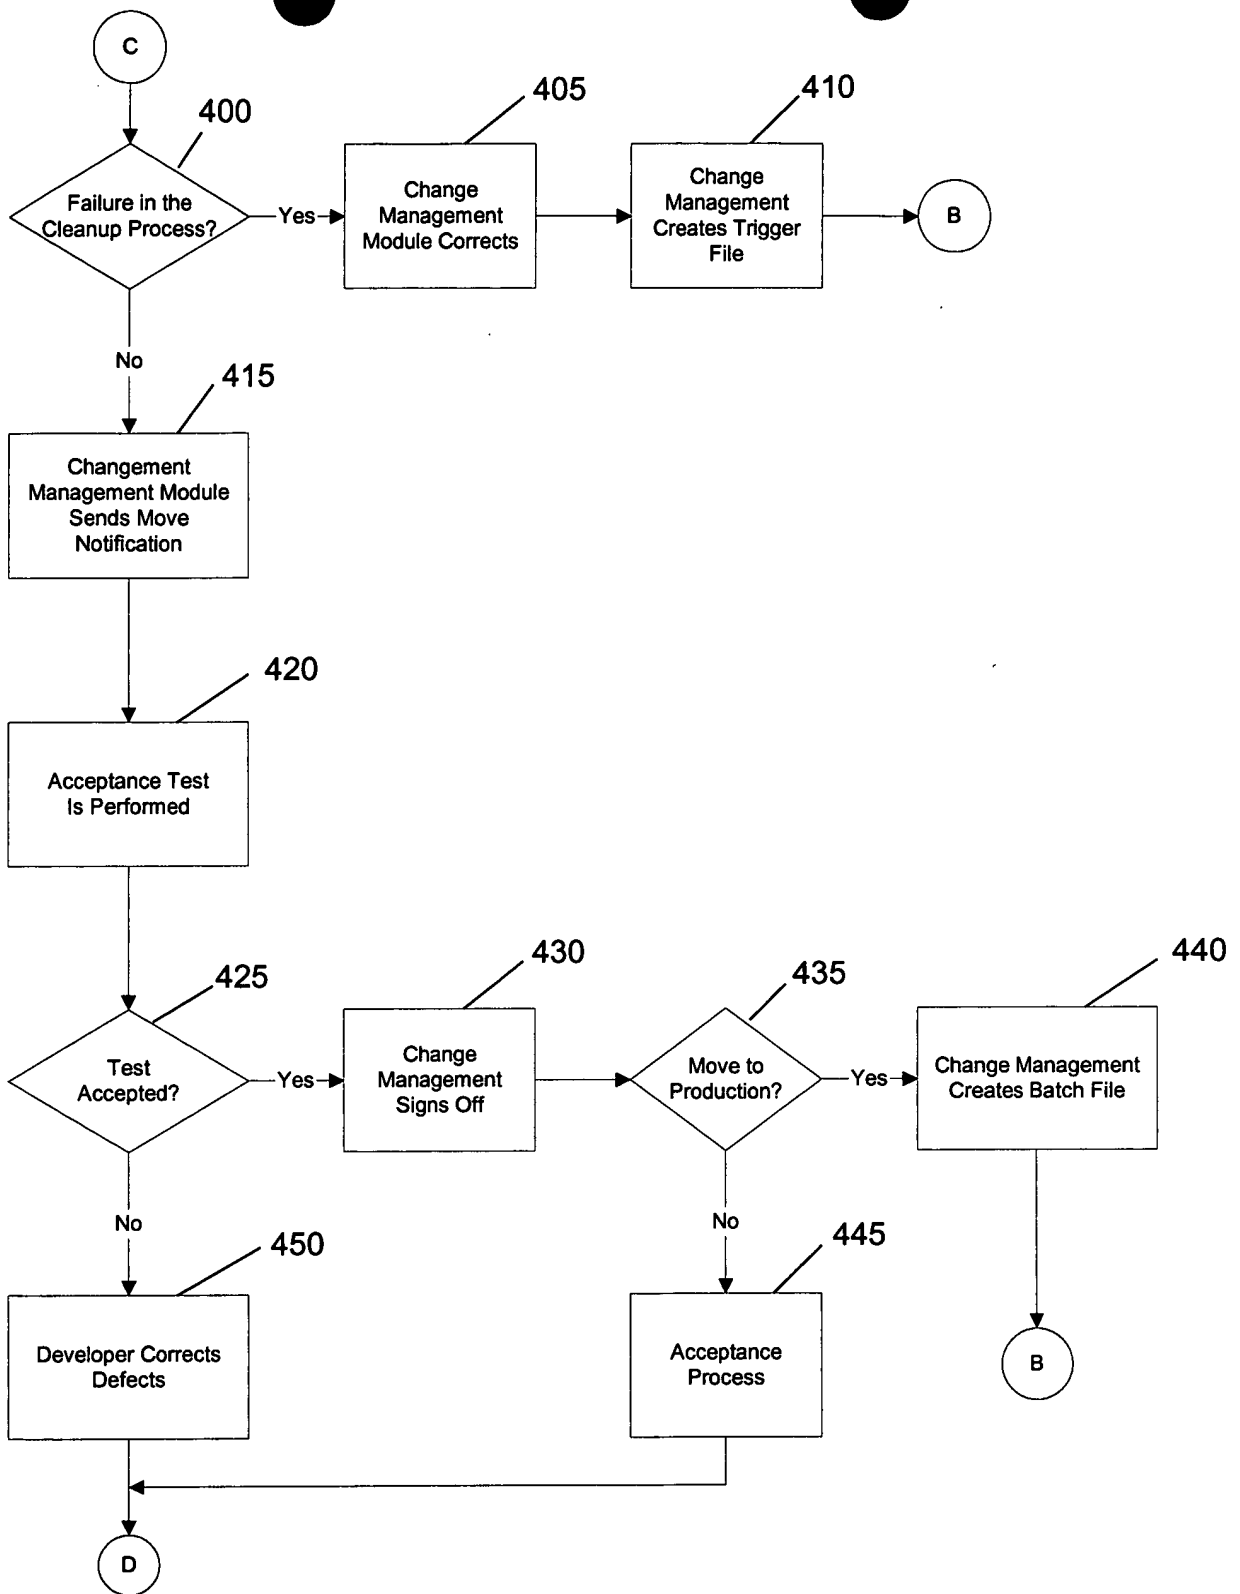 C
400
405
410
Failure in the
Cleanup Process?
Yes
Change
Management
Module Corrects
Change
Management
Creates Trigger
File
B
No
415
Changement
Management Module
Sends Move
Notification
420
Acceptance Test
Is Performed
425
430
435
440
Test
Accepted?
Yes
Change
Management
Signs Off
Move to
Production?
Yes
Change Management
Creates Batch File
No
No
450
445
Developer Corrects
Defects
Acceptance
Process
B
D